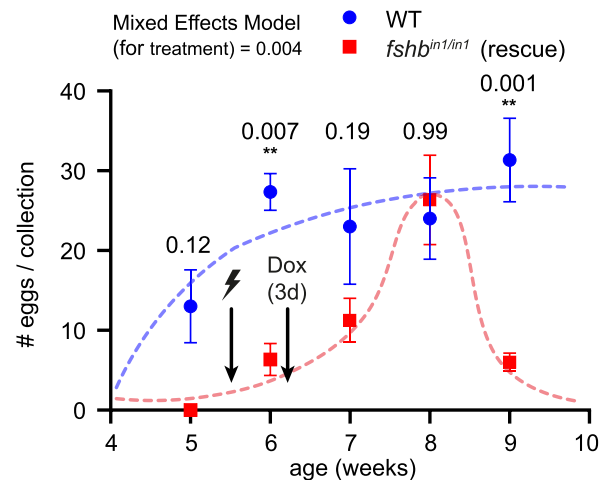 Mixed Effects Model
(for treatment) = 0.004
WT
fshb^in1/in1 (rescue)
0.001
**
40
0.007
**
0.19
0.99
30
0.12
Dox
(3d)
20
10
0
# eggs / collection
4 5 6 7 8 9 10
age (weeks)